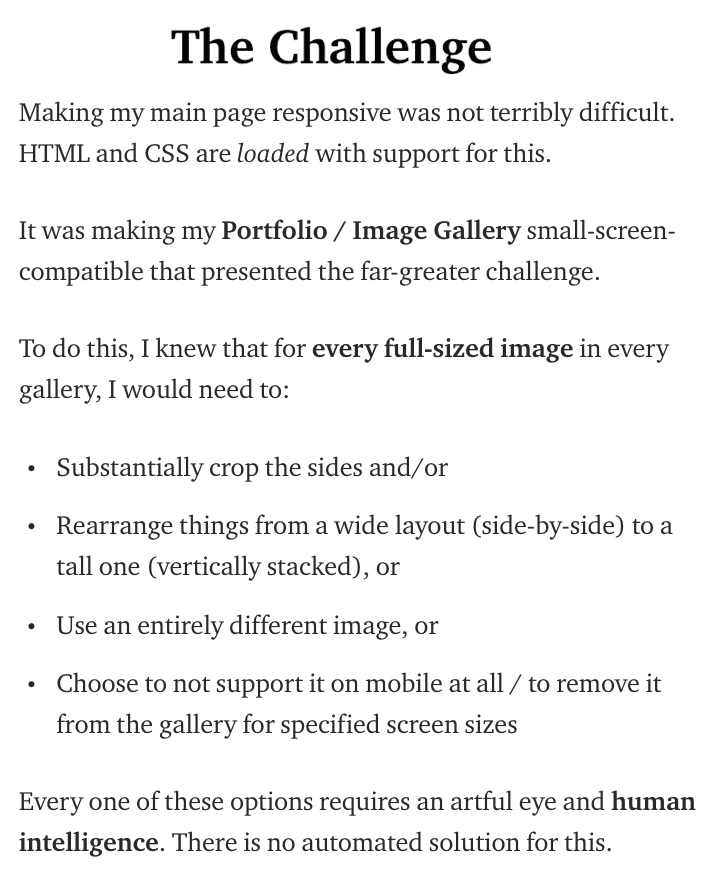 The Challenge
Making my main page responsive was not terribly difficult.
HTML and CSS are loaded with support for this.
It was making my Portfolio / Image Gallery small-screen-
compatible that presented the far-greater challenge.
To do this, I knew that for every full-sized image in every
gallery, I would need to:
• Substantially crop the sides and/or
• Rearrange things from a wide layout (side-by-side) to a
tall one (vertically stacked), or
• Use an entirely different image, or
• Choose to not support it on mobile at all / to remove it
from the gallery for specified screen sizes
Every one of these options requires an artful eye and human
intelligence. There is no automated solution for this.